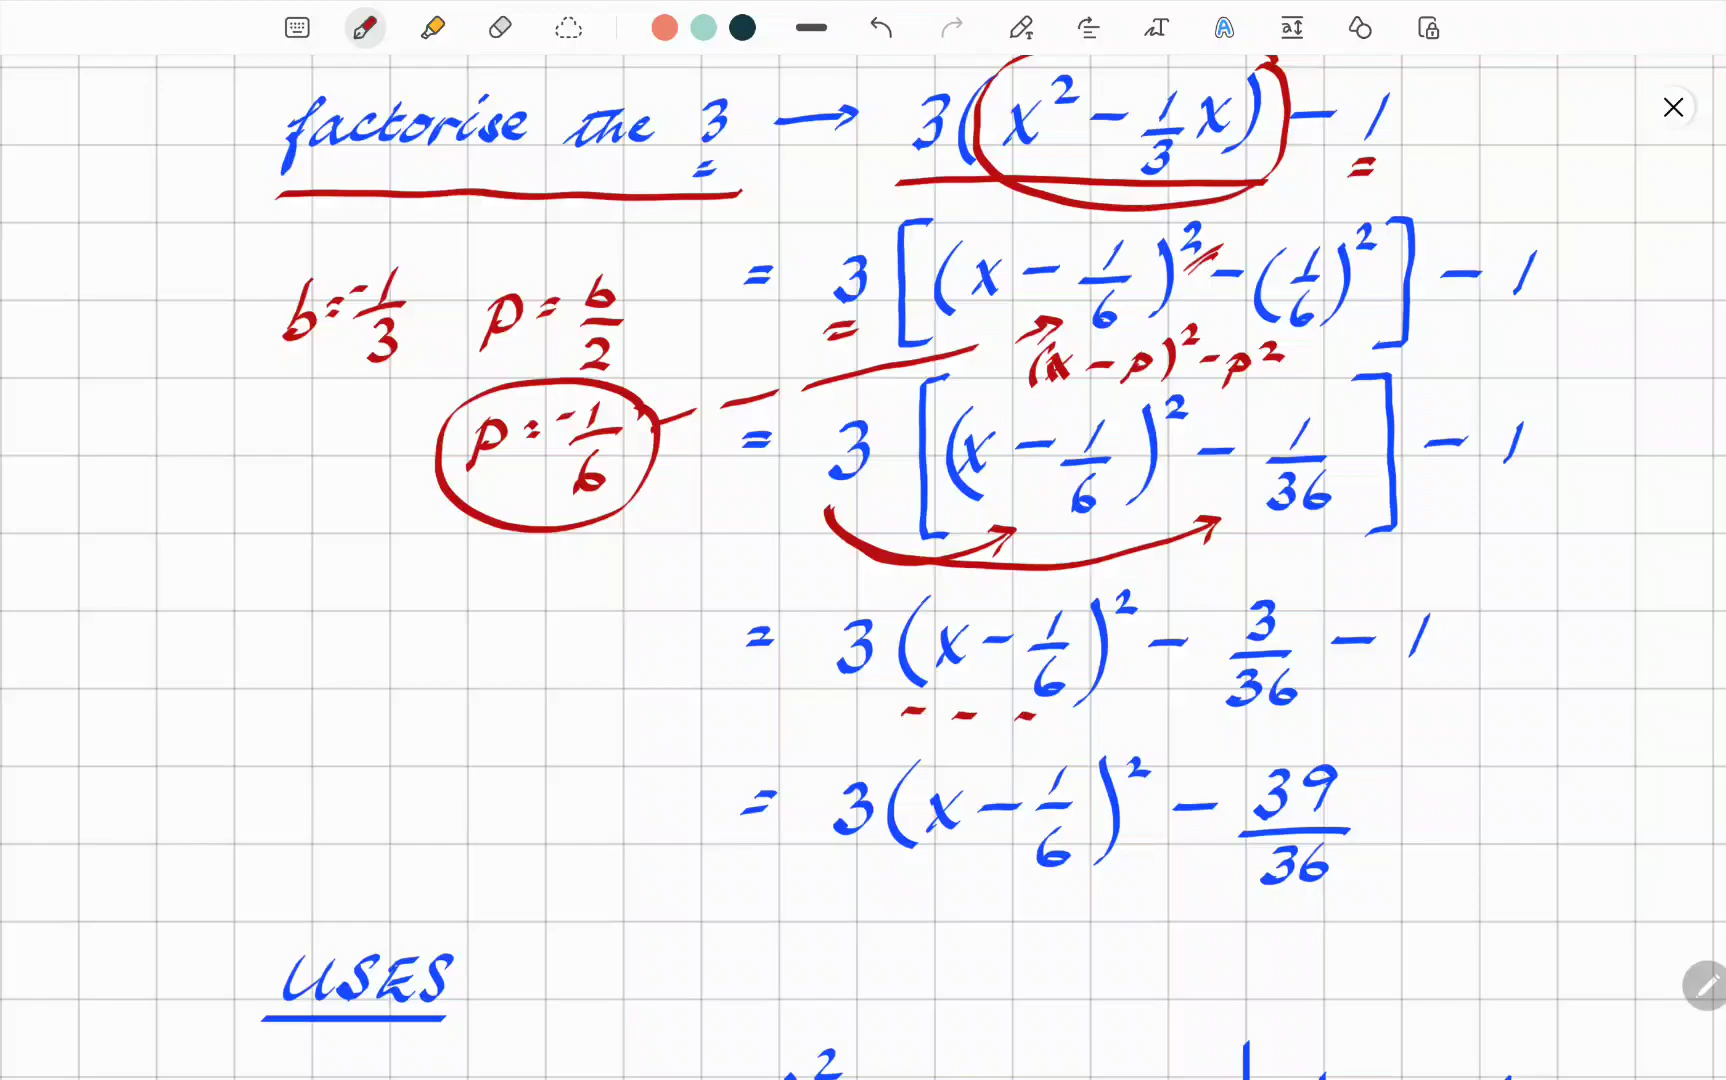 factorise the 3 → 3(x² - 1/3 x) - 1
= 3[(x - 1/6)² - (1/6)²] - 1
b = -1/3 p = b/2
(x - p)² - p²
p = -1/6
= 3[(x - 1/6)² - 1/36] - 1
= 3(x - 1/6)² - 3/36 - 1
= 3(x - 1/6)² - 39/36
USES